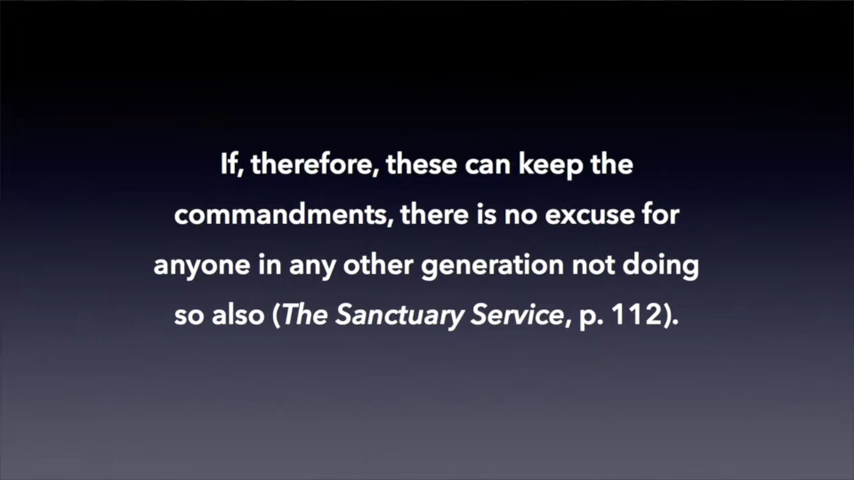 If, therefore, these can keep the
commandments, there is no excuse for
anyone in any other generation not doing
so also (The Sanctuary Service, p. 112).